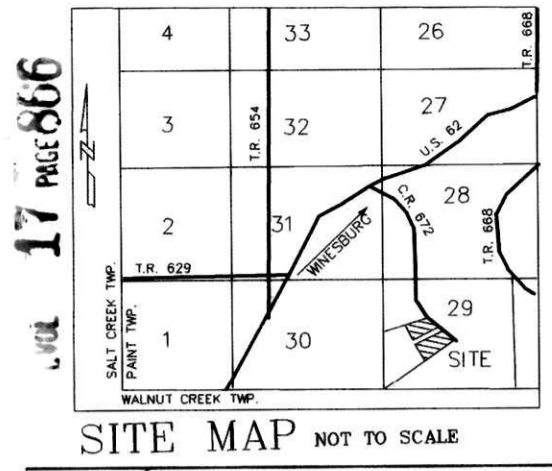 VOL 17 PAGE 866
N
4
33
26
T.R. 668
3
32
27
T.R. 654
U.S. 62
2
31
28
C.R. 672
WINESBURG
T.R. 668
T.R. 629
SALT CREEK TWP.
PAINT TWP.
1
30
29
SITE
WALNUT CREEK TWP.
SITE MAP NOT TO SCALE